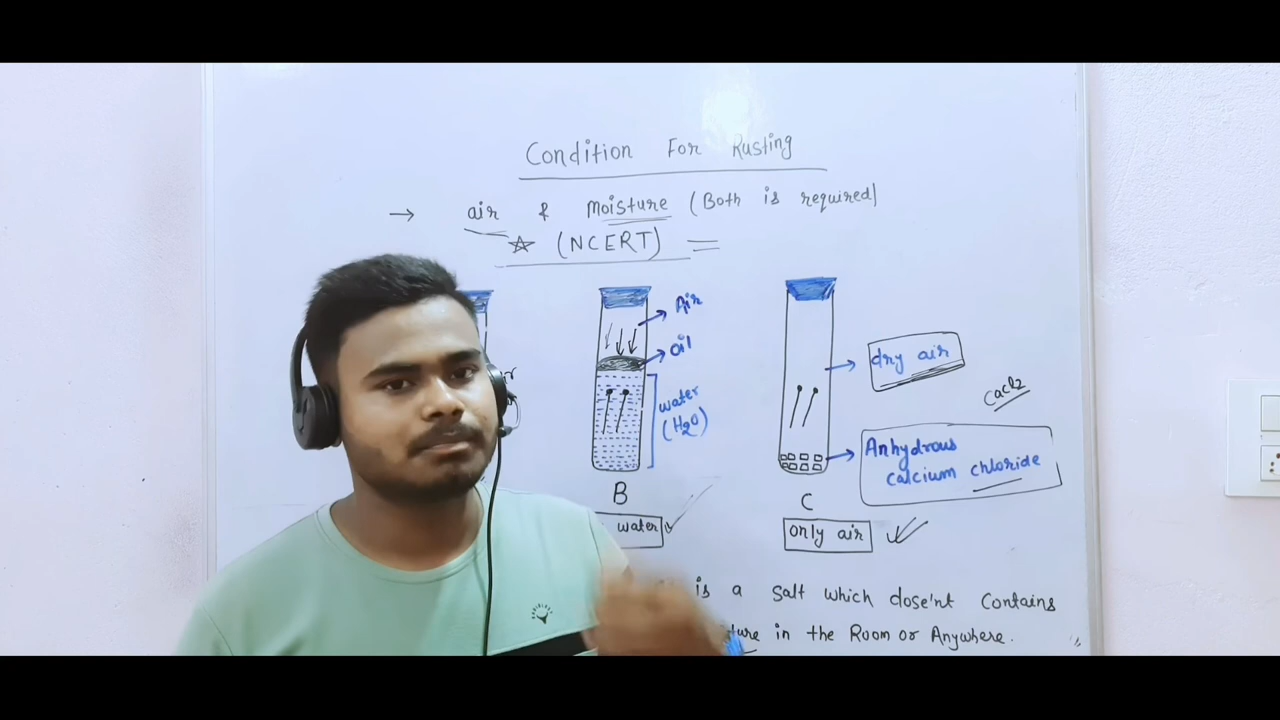 Condition For Rusting
→ air & Moisture (Both is required)
☆ (NCERT) =
Air
Oil
water
(H2O)
B
water
dry air
CaCl2
Anhydrous
calcium chloride
C
only air
is a salt which dose'nt Contains
in the Room or Anywhere.